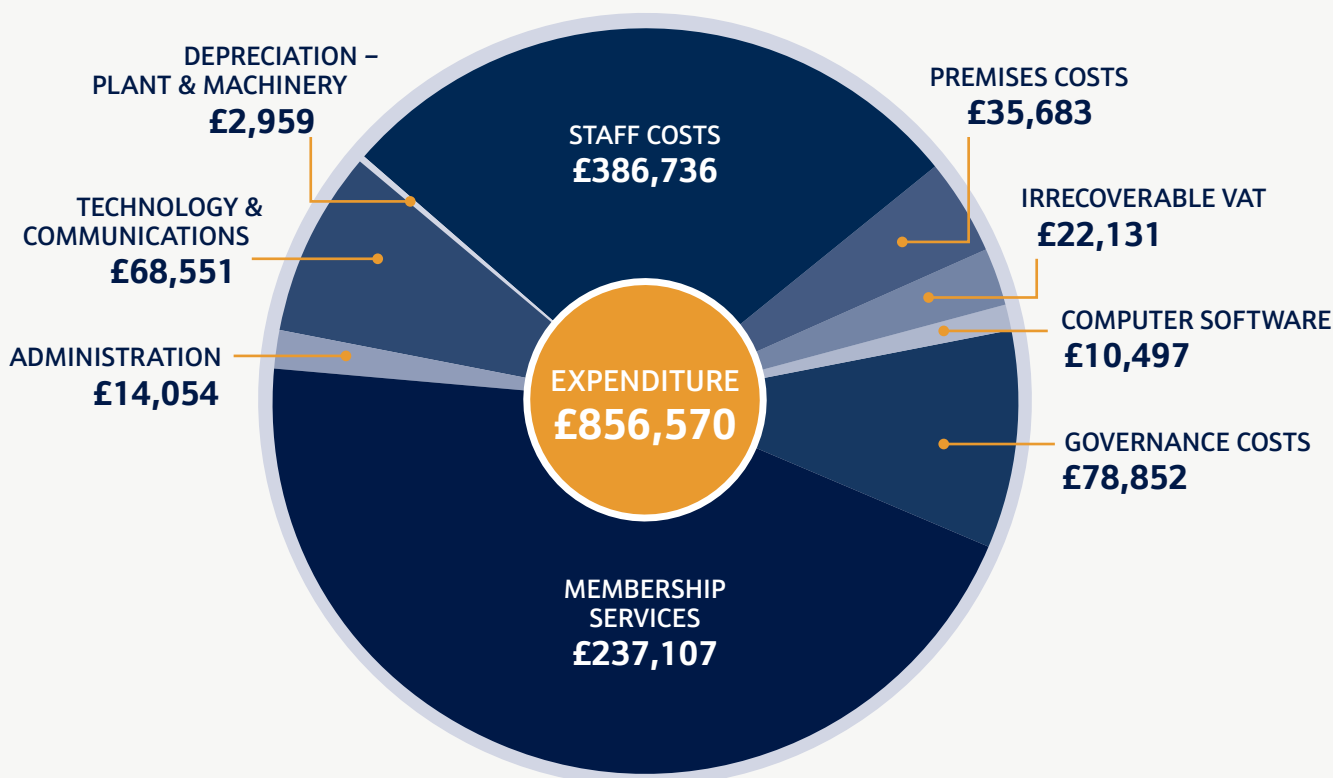 DEPRECIATION –
PLANT & MACHINERY
£2,959
TECHNOLOGY &
COMMUNICATIONS
£68,551
ADMINISTRATION
£14,054
STAFF COSTS
£386,736
EXPENDITURE
£856,570
MEMBERSHIP
SERVICES
£237,107
PREMISES COSTS
£35,683
IRRECOVERABLE VAT
£22,131
COMPUTER SOFTWARE
£10,497
GOVERNANCE COSTS
£78,852